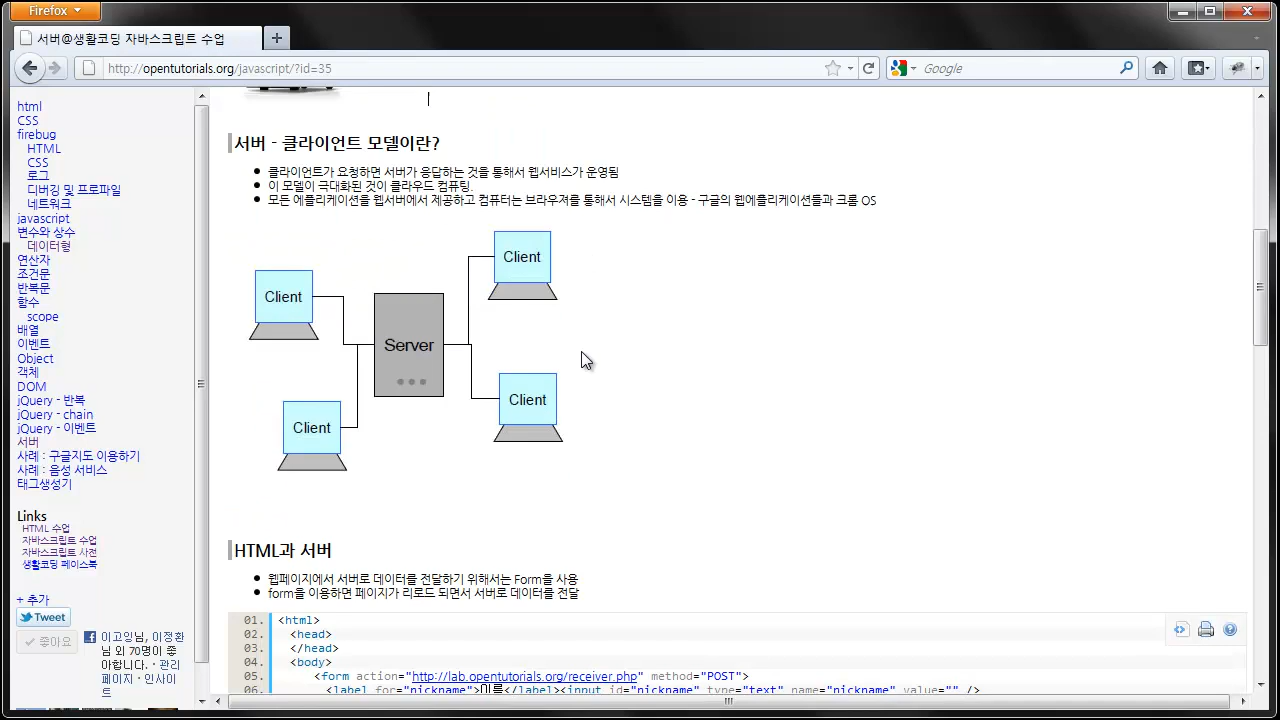 Firefox
서버@생활코딩 자바스크립트 수업
http://opentutorials.org/javascript/?id=35
Google
html
CSS
firebug
HTML
CSS
로그
디버깅 및 프로파일
네트워크
javascript
변수와 상수
데이터형
연산자
조건문
반복문
함수
scope
배열
이벤트
Object
객체
DOM
jQuery - 반복
jQuery - chain
jQuery - 이벤트
서버
사례 : 구글지도 이용하기
사례 : 음성 서비스
태그생성기
Links
HTML 수업
자바스크립트 수업
자바스크립트 사전
생활코딩 페이스북
+ 추가
Tweet
좋아요
이고잉님, 이정환
님 외 70명이 좋
아합니다. · 관리
페이지 · 인사이
트
서버 - 클라이언트 모델이란?
클라이언트가 요청하면 서버가 응답하는 것을 통해서 웹서비스가 운영됨
이 모델이 극대화된 것이 클라우드 컴퓨팅.
모든 에플리케이션을 웹서버에서 제공하고 컴퓨터는 브라우져를 통해서 시스템을 이용 - 구글의 웹에플리케이션들과 크롬 OS
Client
Client
Server
Client
Client
HTML과 서버
웹페이지에서 서버로 데이터를 전달하기 위해서는 Form을 사용
form을 이용하면 페이지가 리로드 되면서 서버로 데이터를 전달
01. <html>
02. <head>
03. </head>
04. <body>
05. <form action="http://lab.opentutorials.org/receiver.php" method="POST">
06. <label for="nickname">이름</label><input id="nickname" type="text" name="nickname" value="" />